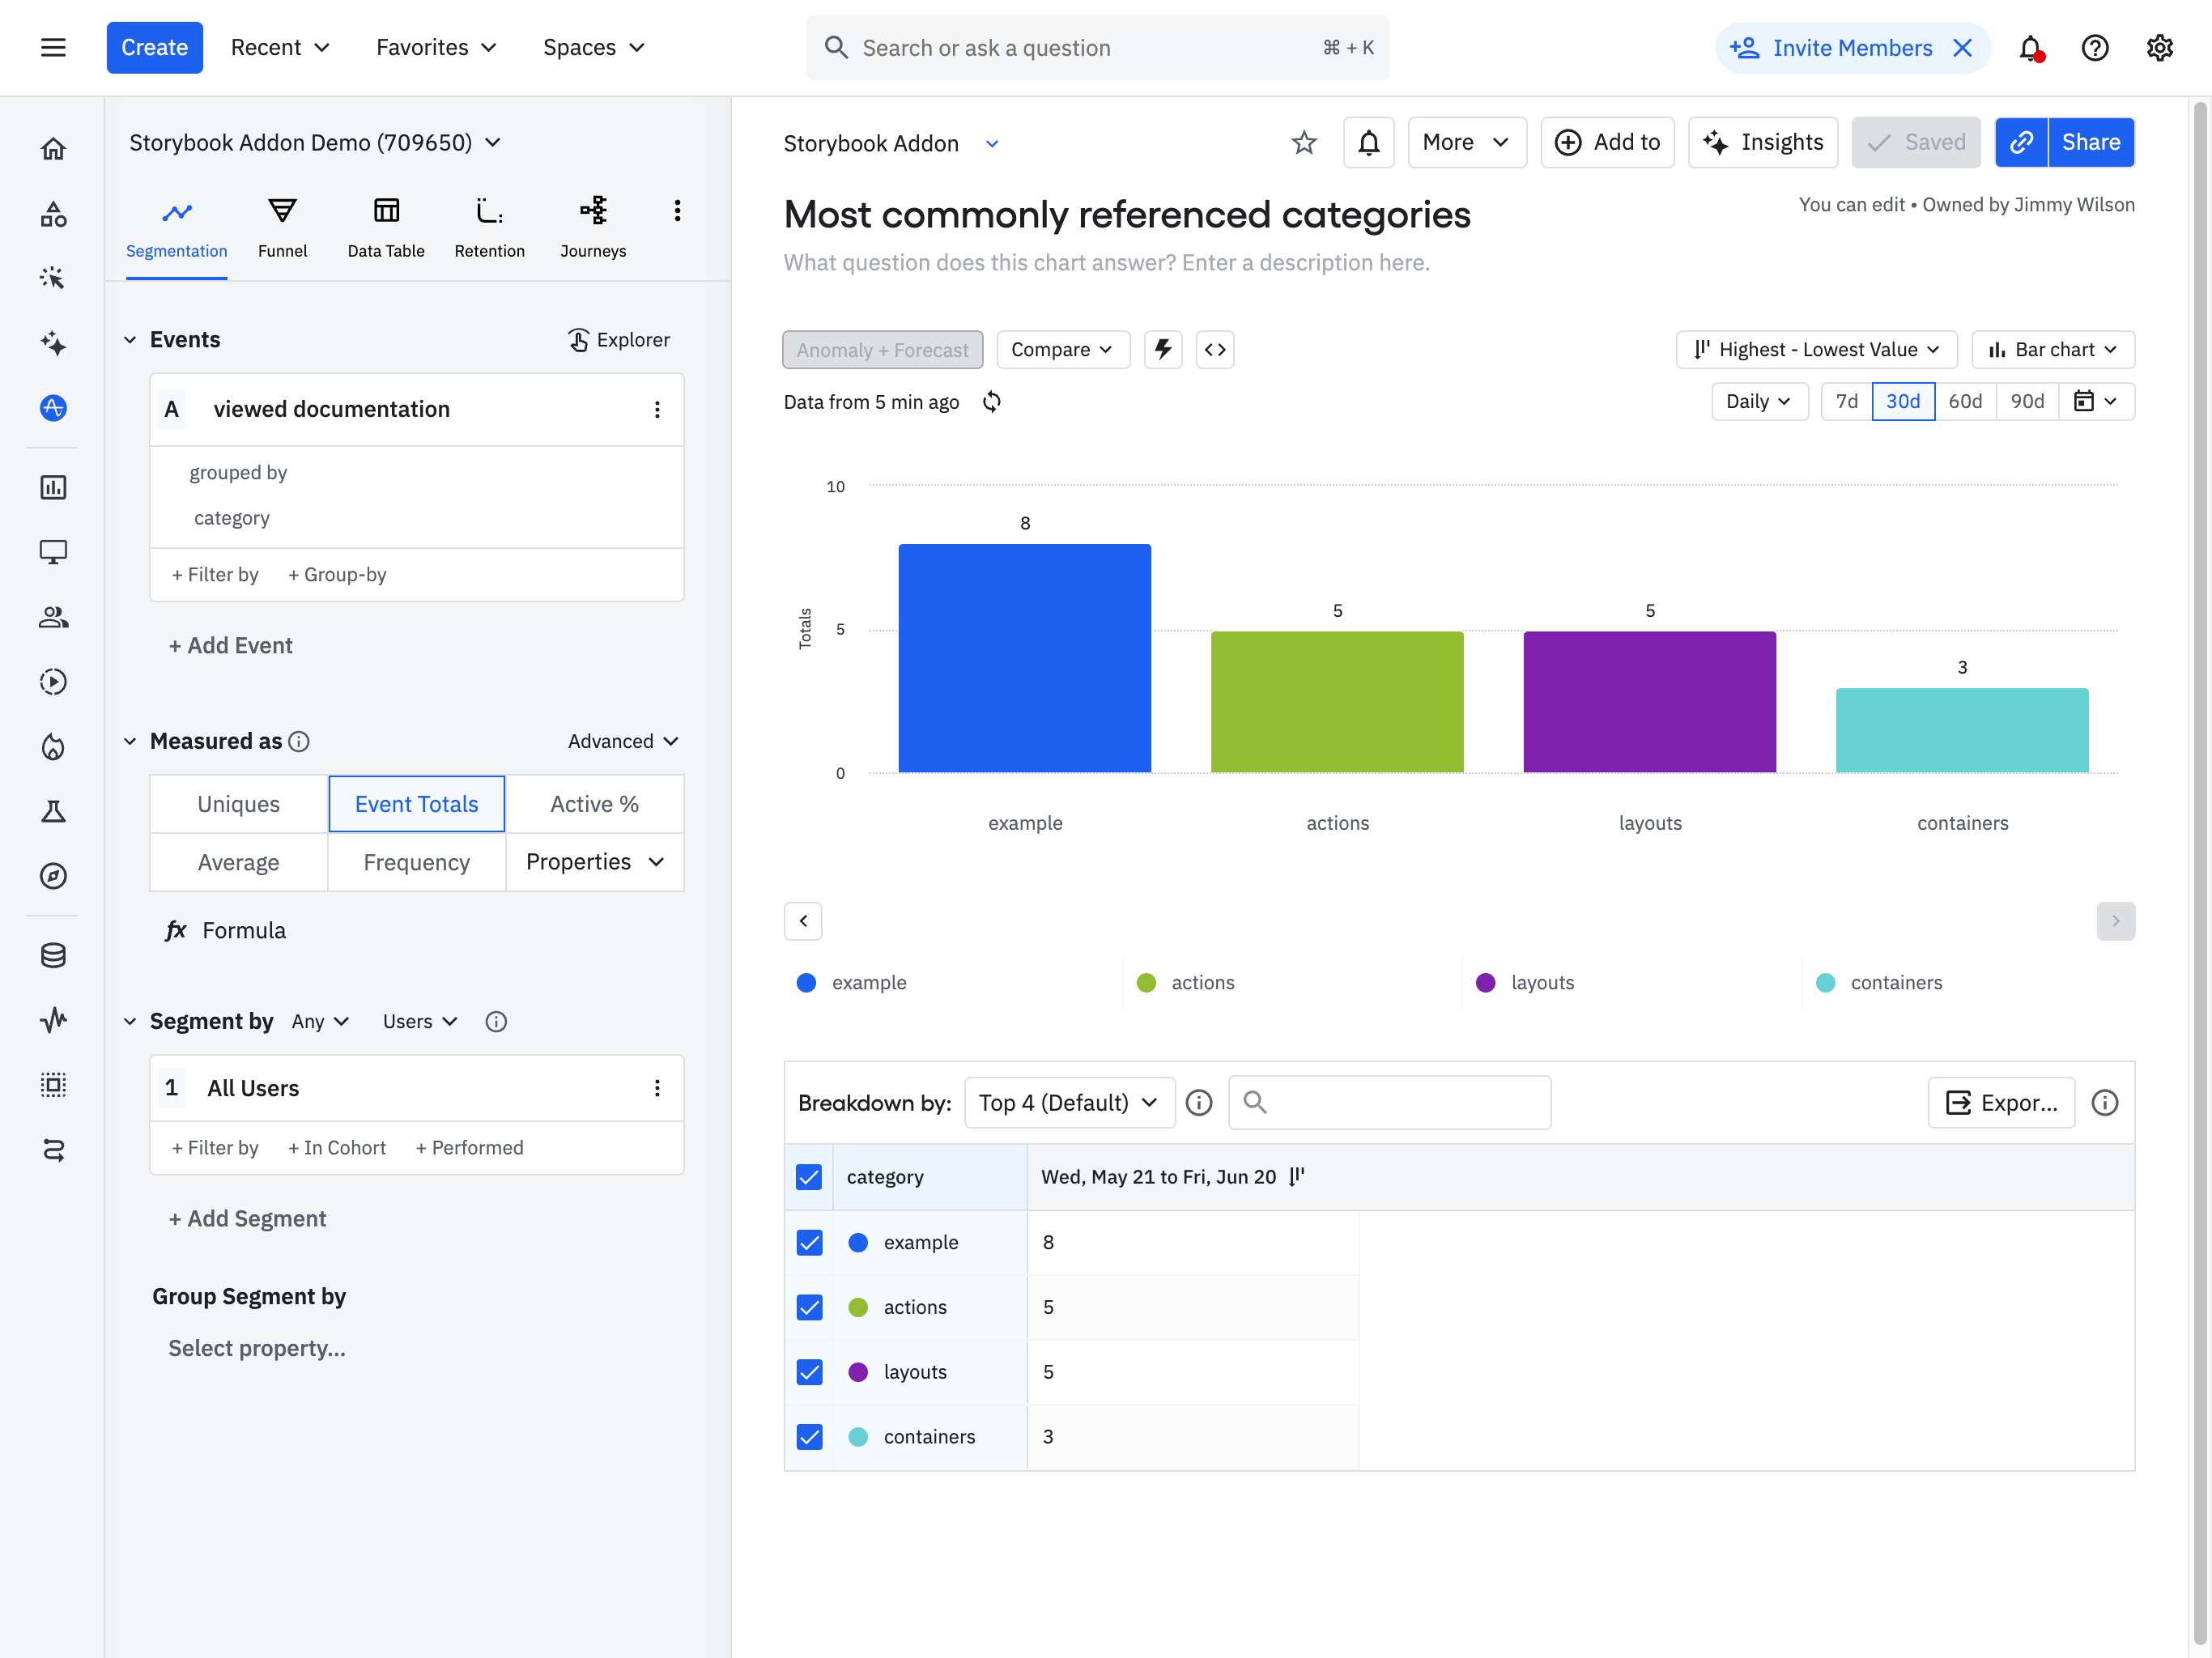 Create
Recent
Favorites
Spaces
Search or ask a question
⌘ + K
Invite Members
Storybook Addon Demo (709650)
Segmentation
Funnel
Data Table
Retention
Journeys
Events
Explorer
A
viewed documentation
grouped by
category
+ Filter by
+ Group-by
+ Add Event
Measured as
Advanced
Uniques
Event Totals
Active %
Average
Frequency
Properties
fx Formula
Segment by
Any
Users
1
All Users
+ Filter by
+ In Cohort
+ Performed
+ Add Segment
Group Segment by
Select property...
Storybook Addon
More
Add to
Insights
Saved
Share
Most commonly referenced categories
You can edit • Owned by Jimmy Wilson
What question does this chart answer? Enter a description here.
Anomaly + Forecast
Compare
Highest - Lowest Value
Bar chart
Data from 5 min ago
Daily
7d
30d
60d
90d
Totals
10
5
0
8
5
5
3
example
actions
layouts
containers
example
actions
layouts
containers
Breakdown by:
Top 4 (Default)
Expor...
category
Wed, May 21 to Fri, Jun 20
example
8
actions
5
layouts
5
containers
3